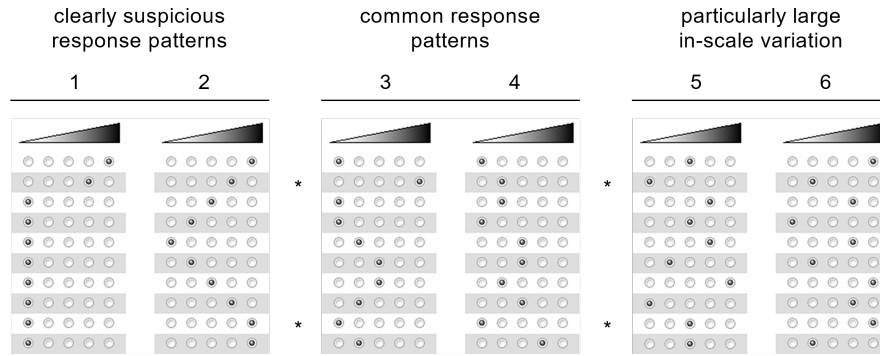 clearly suspicious
response patterns
common response
patterns
particularly large
in-scale variation
1
2
3
4
5
6
*
*
*
*